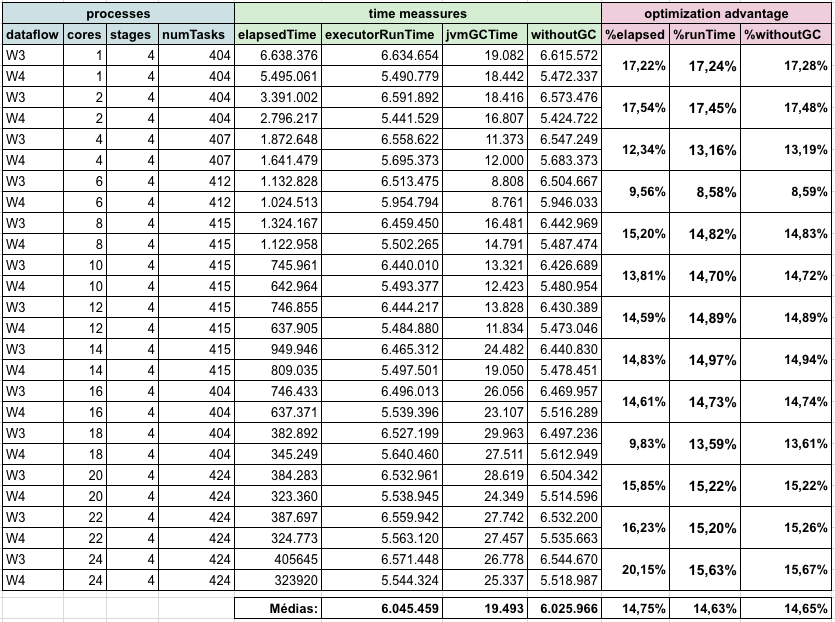 processes time meassures optimization advantage
dataflow cores stages numTasks elapsedTime executorRunTime jvmGCTime withoutGC %elapsed %runTime %withoutGC
W3 1 4 404 6.638.376 6.634.654 19.082 6.615.572
17,22% 17,24% 17,28%
W4 1 4 404 5.495.061 5.490.779 18.442 5.472.337
W3 2 4 404 3.391.002 6.591.892 18.416 6.573.476
17,54% 17,45% 17,48%
W4 2 4 404 2.796.217 5.441.529 16.807 5.424.722
W3 4 4 407 1.872.648 6.558.622 11.373 6.547.249
12,34% 13,16% 13,19%
W4 4 4 407 1.641.479 5.695.373 12.000 5.683.373
W3 6 4 412 1.132.828 6.513.475 8.808 6.504.667
9,56% 8,58% 8,59%
W4 6 4 412 1.024.513 5.954.794 8.761 5.946.033
W3 8 4 415 1.324.167 6.459.450 16.481 6.442.969
15,20% 14,82% 14,83%
W4 8 4 415 1.122.958 5.502.265 14.791 5.487.474
W3 10 4 415 745.961 6.440.010 13.321 6.426.689
13,81% 14,70% 14,72%
W4 10 4 415 642.964 5.493.377 12.423 5.480.954
W3 12 4 415 746.855 6.444.217 13.828 6.430.389
14,59% 14,89% 14,89%
W4 12 4 415 637.905 5.484.880 11.834 5.473.046
W3 14 4 415 949.946 6.465.312 24.482 6.440.830
14,83% 14,97% 14,94%
W4 14 4 415 809.035 5.497.501 19.050 5.478.451
W3 16 4 404 746.433 6.496.013 26.056 6.469.957
14,61% 14,73% 14,74%
W4 16 4 404 637.371 5.539.396 23.107 5.516.289
W3 18 4 404 382.892 6.527.199 29.963 6.497.236
9,83% 13,59% 13,61%
W4 18 4 404 345.249 5.640.460 27.511 5.612.949
W3 20 4 424 384.283 6.532.961 28.619 6.504.342
15,85% 15,22% 15,22%
W4 20 4 424 323.360 5.538.945 24.349 5.514.596
W3 22 4 424 387.697 6.559.942 27.742 6.532.200
16,23% 15,20% 15,26%
W4 22 4 424 324.773 5.563.120 27.457 5.535.663
W3 24 4 424 405645 6.571.448 26.778 6.544.670
20,15% 15,63% 15,67%
W4 24 4 424 323920 5.544.324 25.337 5.518.987
Médias: 6.045.459 19.493 6.025.966 14,75% 14,63% 14,65%